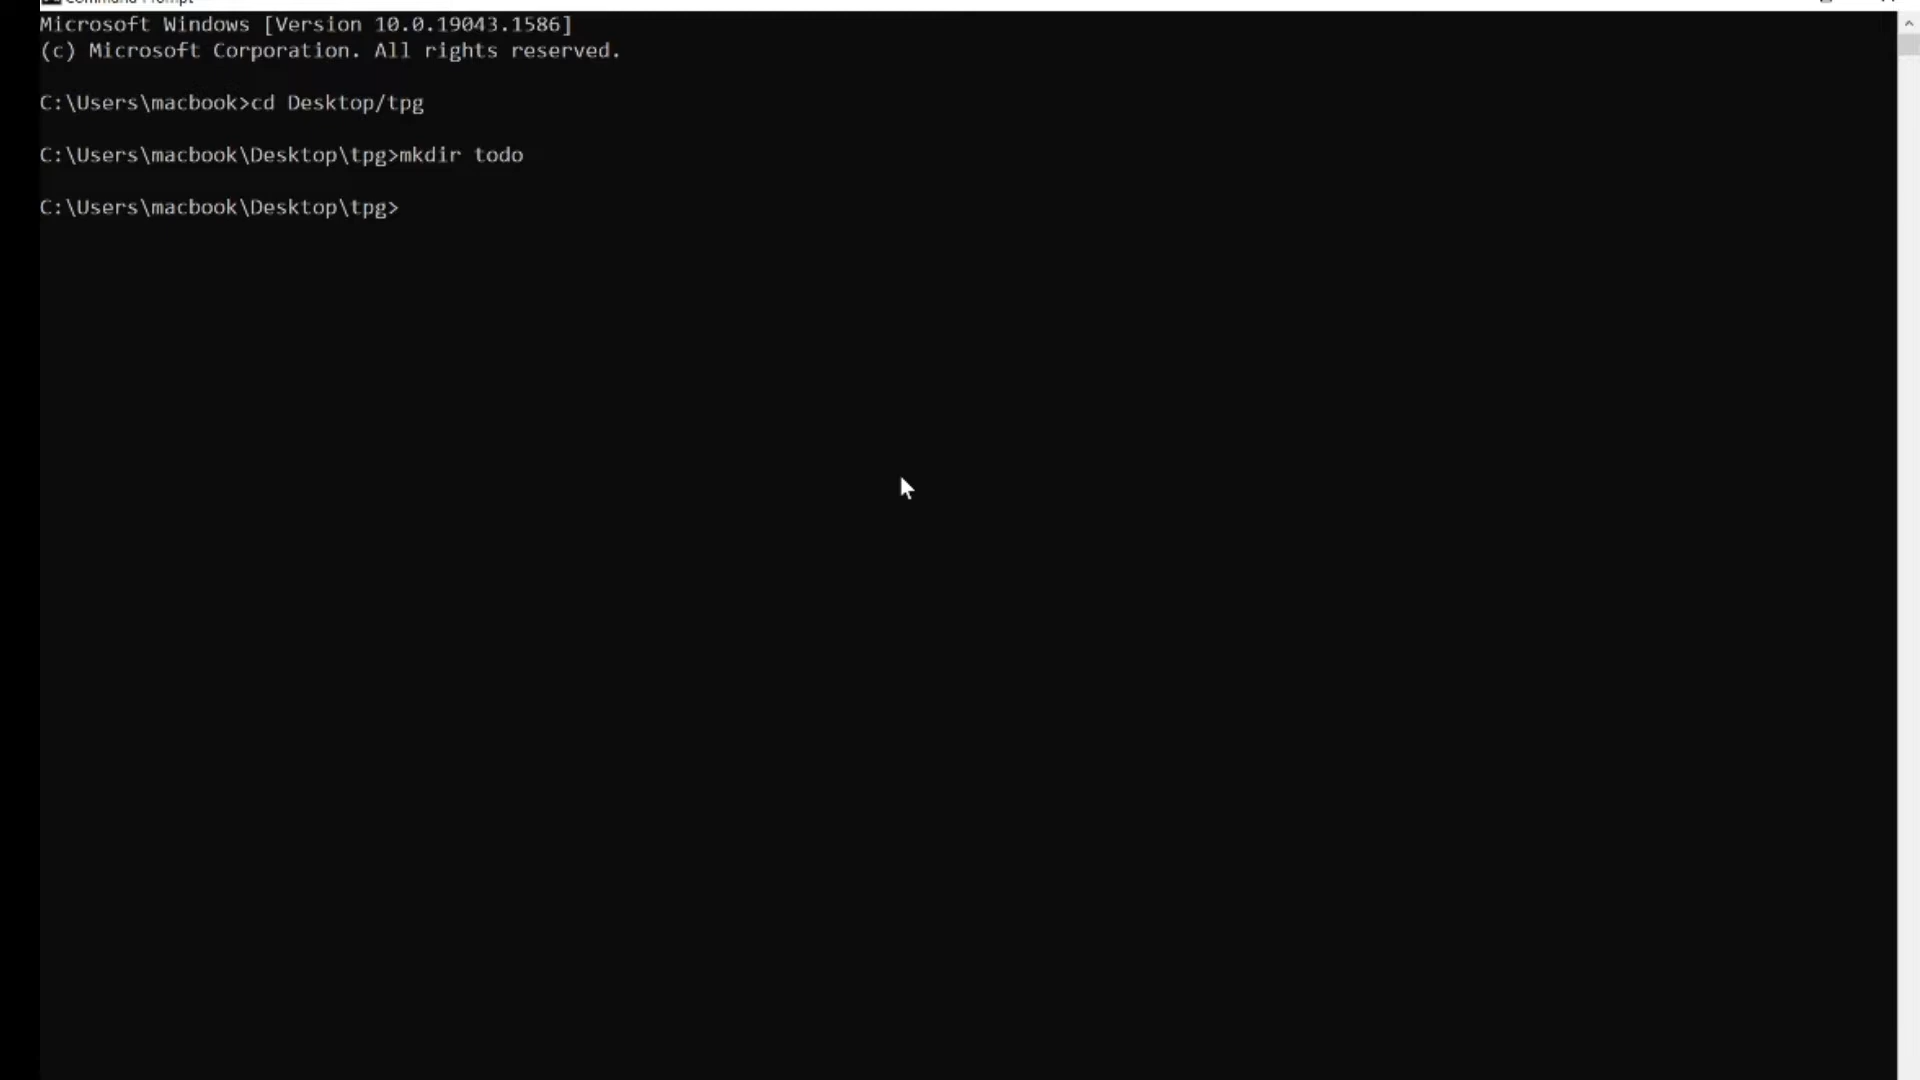 Microsoft Windows [Version 10.0.19043.1586]
(c) Microsoft Corporation. All rights reserved.
C:\Users\macbook>cd Desktop/tpg
C:\Users\macbook\Desktop\tpg>mkdir todo
C:\Users\macbook\Desktop\tpg>